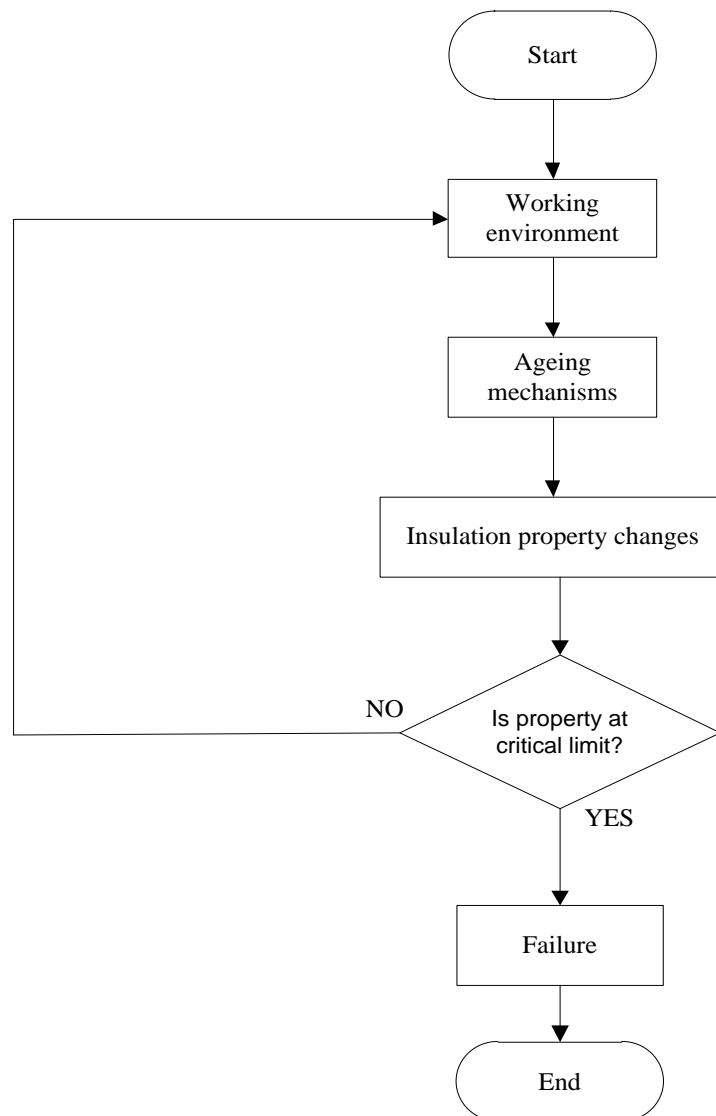 Start
Working
environment
Ageing
mechanisms
Insulation property changes
Is property at
critical limit?
NO
YES
Failure
End